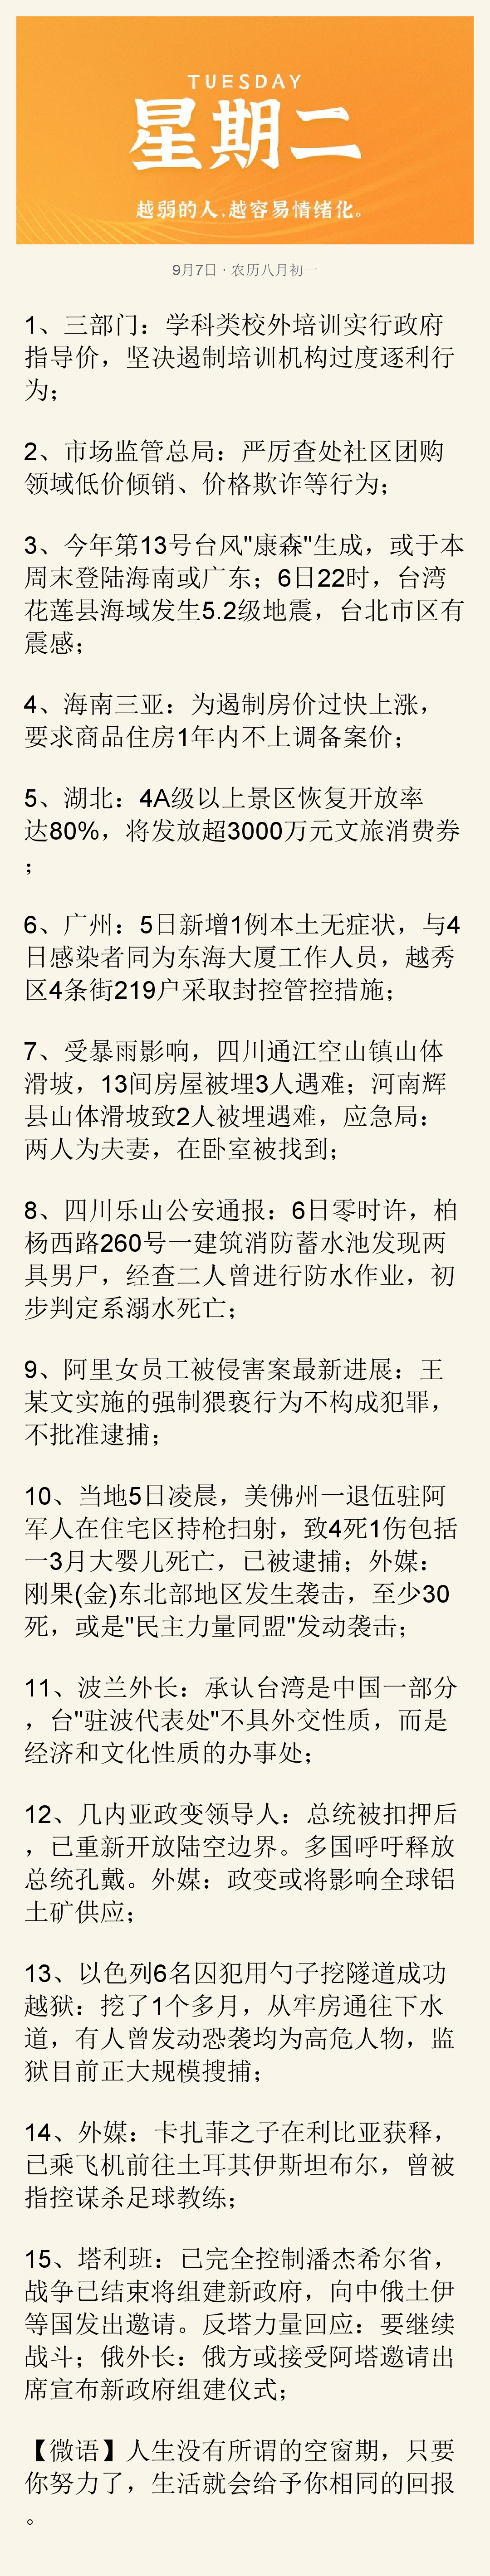 TUESDAY
星期二
越弱的人,越容易情绪化。
9月7日 · 农历八月初一
1、三部门：学科类校外培训实行政府
指导价，坚决遏制培训机构过度逐利行
为；
2、市场监管总局：严厉查处社区团购
领域低价倾销、价格欺诈等行为；
3、今年第13号台风"康森"生成，或于本
周末登陆海南或广东；6日22时，台湾
花莲县海域发生5.2级地震，台北市区有
震感；
4、海南三亚：为遏制房价过快上涨，
要求商品住房1年内不上调备案价；
5、湖北：4A级以上景区恢复开放率
达80%，将发放超3000万元文旅消费券
；
6、广州：5日新增1例本土无症状，与4
日感染者同为东海大厦工作人员，越秀
区4条街219户采取封控管控措施；
7、受暴雨影响，四川通江空山镇山体
滑坡，13间房屋被埋3人遇难；河南辉
县山体滑坡致2人被埋遇难，应急局：
两人为夫妻，在卧室被找到；
8、四川乐山公安通报：6日零时许，柏
杨西路260号一建筑消防蓄水池发现两
具男尸，经查二人曾进行防水作业，初
步判定系溺水死亡；
9、阿里女员工被侵害案最新进展：王
某文实施的强制猥亵行为不构成犯罪，
不批准逮捕；
10、当地5日凌晨，美佛州一退伍驻阿
军人在住宅区持枪扫射，致4死1伤包括
一3月大婴儿死亡，已被逮捕；外媒：
刚果(金)东北部地区发生袭击，至少30
死，或是"民主力量同盟"发动袭击；
11、波兰外长：承认台湾是中国一部分
，台"驻波代表处"不具外交性质，而是
经济和文化性质的办事处；
12、几内亚政变领导人：总统被扣押后
，已重新开放陆空边界。多国呼吁释放
总统孔戴。外媒：政变或将影响全球铝
土矿供应；
13、以色列6名囚犯用勺子挖隧道成功
越狱：挖了1个多月，从牢房通往下水
道，有人曾发动恐袭均为高危人物，监
狱目前正大规模搜捕；
14、外媒：卡扎菲之子在利比亚获释，
已乘飞机前往土耳其伊斯坦布尔，曾被
指控谋杀足球教练；
15、塔利班：已完全控制潘杰希尔省，
战争已结束将组建新政府，向中俄土伊
等国发出邀请。反塔力量回应：要继续
战斗；俄外长：俄方或接受阿塔邀请出
席宣布新政府组建仪式；
【微语】人生没有所谓的空窗期，只要
你努力了，生活就会给予你相同的回报
。